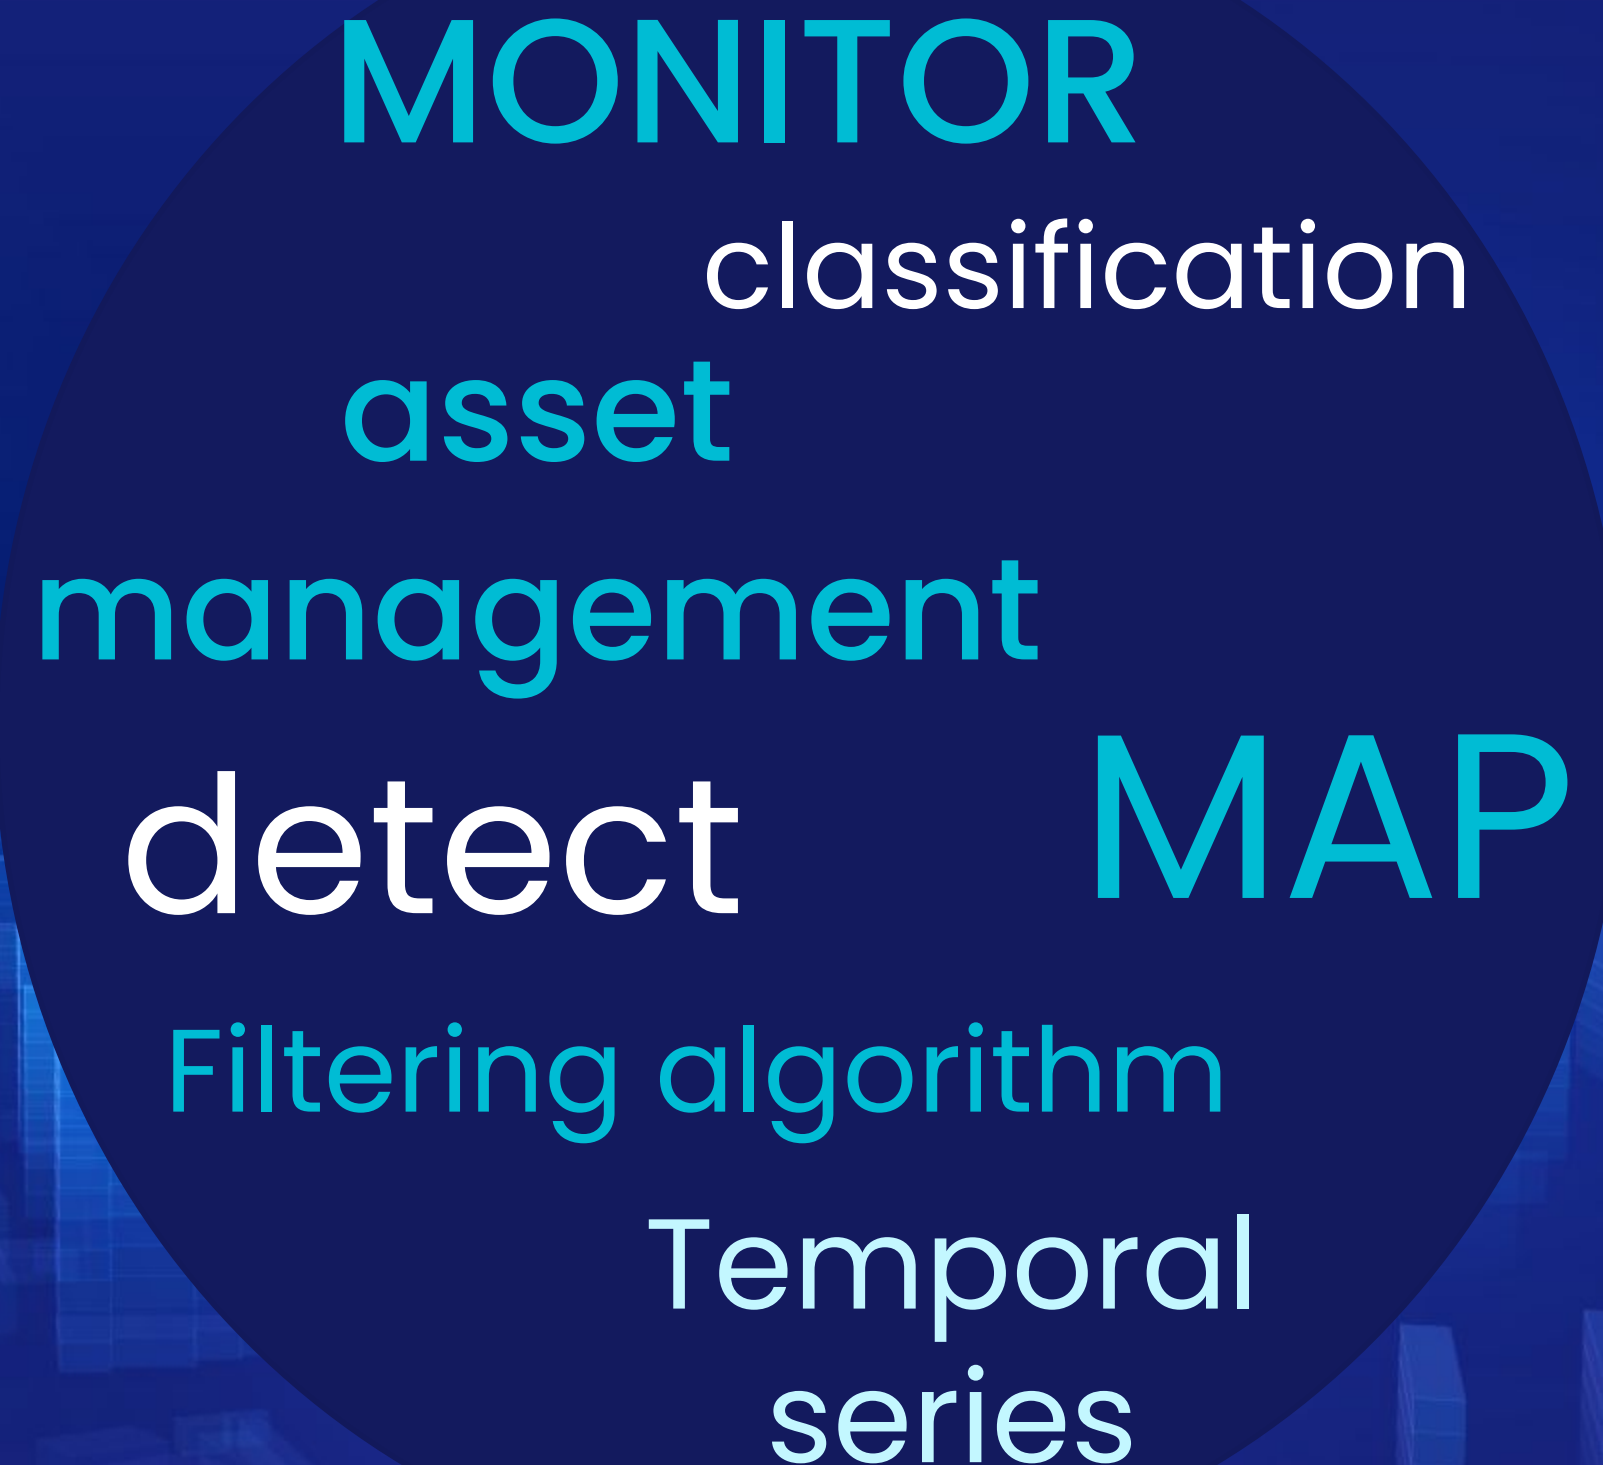 MONITOR
classification
asset
management
detect
MAP
Filtering algorithm
Temporal
series